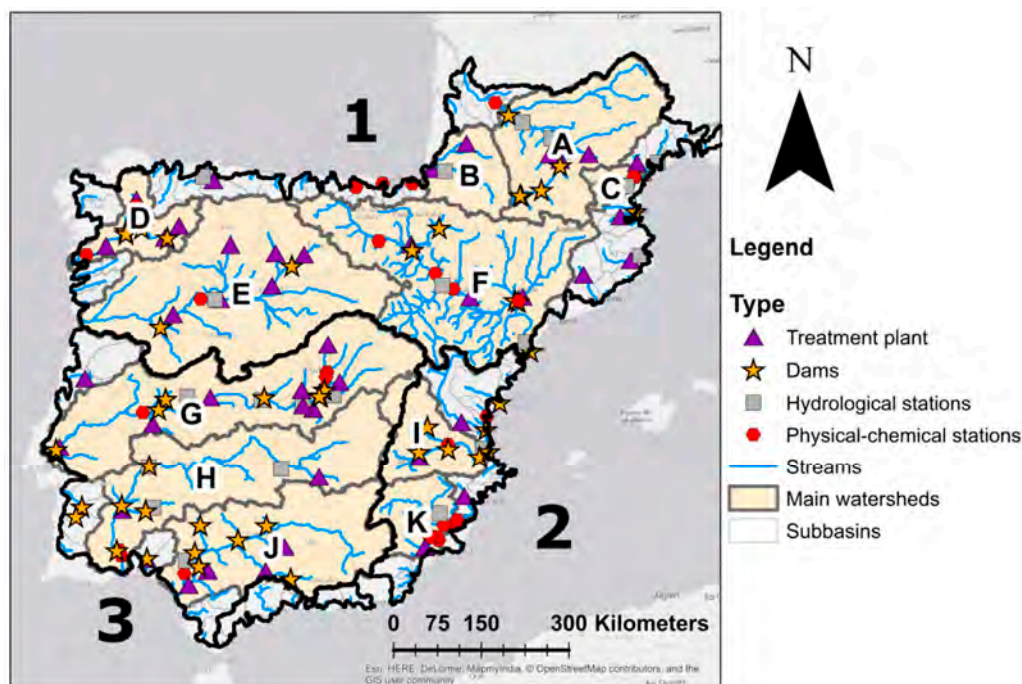 1
A
B
C
D
E
F
G
H
I
J
K
2
3
0 75 150 300 Kilometers
Esri, HERE, DeLorme, MapmyIndia, © OpenStreetMap contributors, and the
GIS user community
N
Legend
Type
Treatment plant
Dams
Hydrological stations
Physical-chemical stations
Streams
Main watersheds
Subbasins